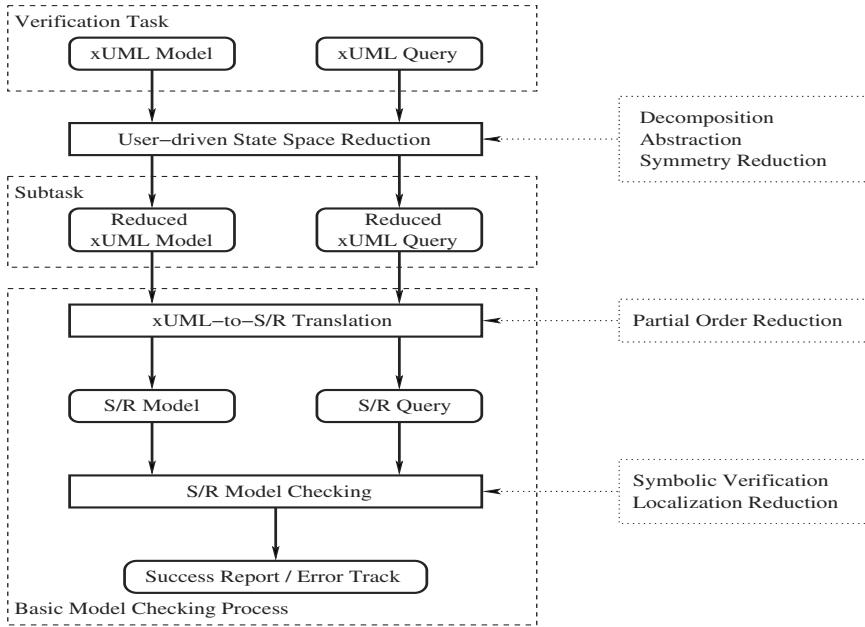 Verification Task
xUML Model
xUML Query
User−driven State Space Reduction
Decomposition
Abstraction
Symmetry Reduction
Subtask
Reduced
xUML Model
Reduced
xUML Query
xUML−to−S/R Translation
Partial Order Reduction
S/R Model
S/R Query
S/R Model Checking
Symbolic Verification
Localization Reduction
Success Report / Error Track
Basic Model Checking Process